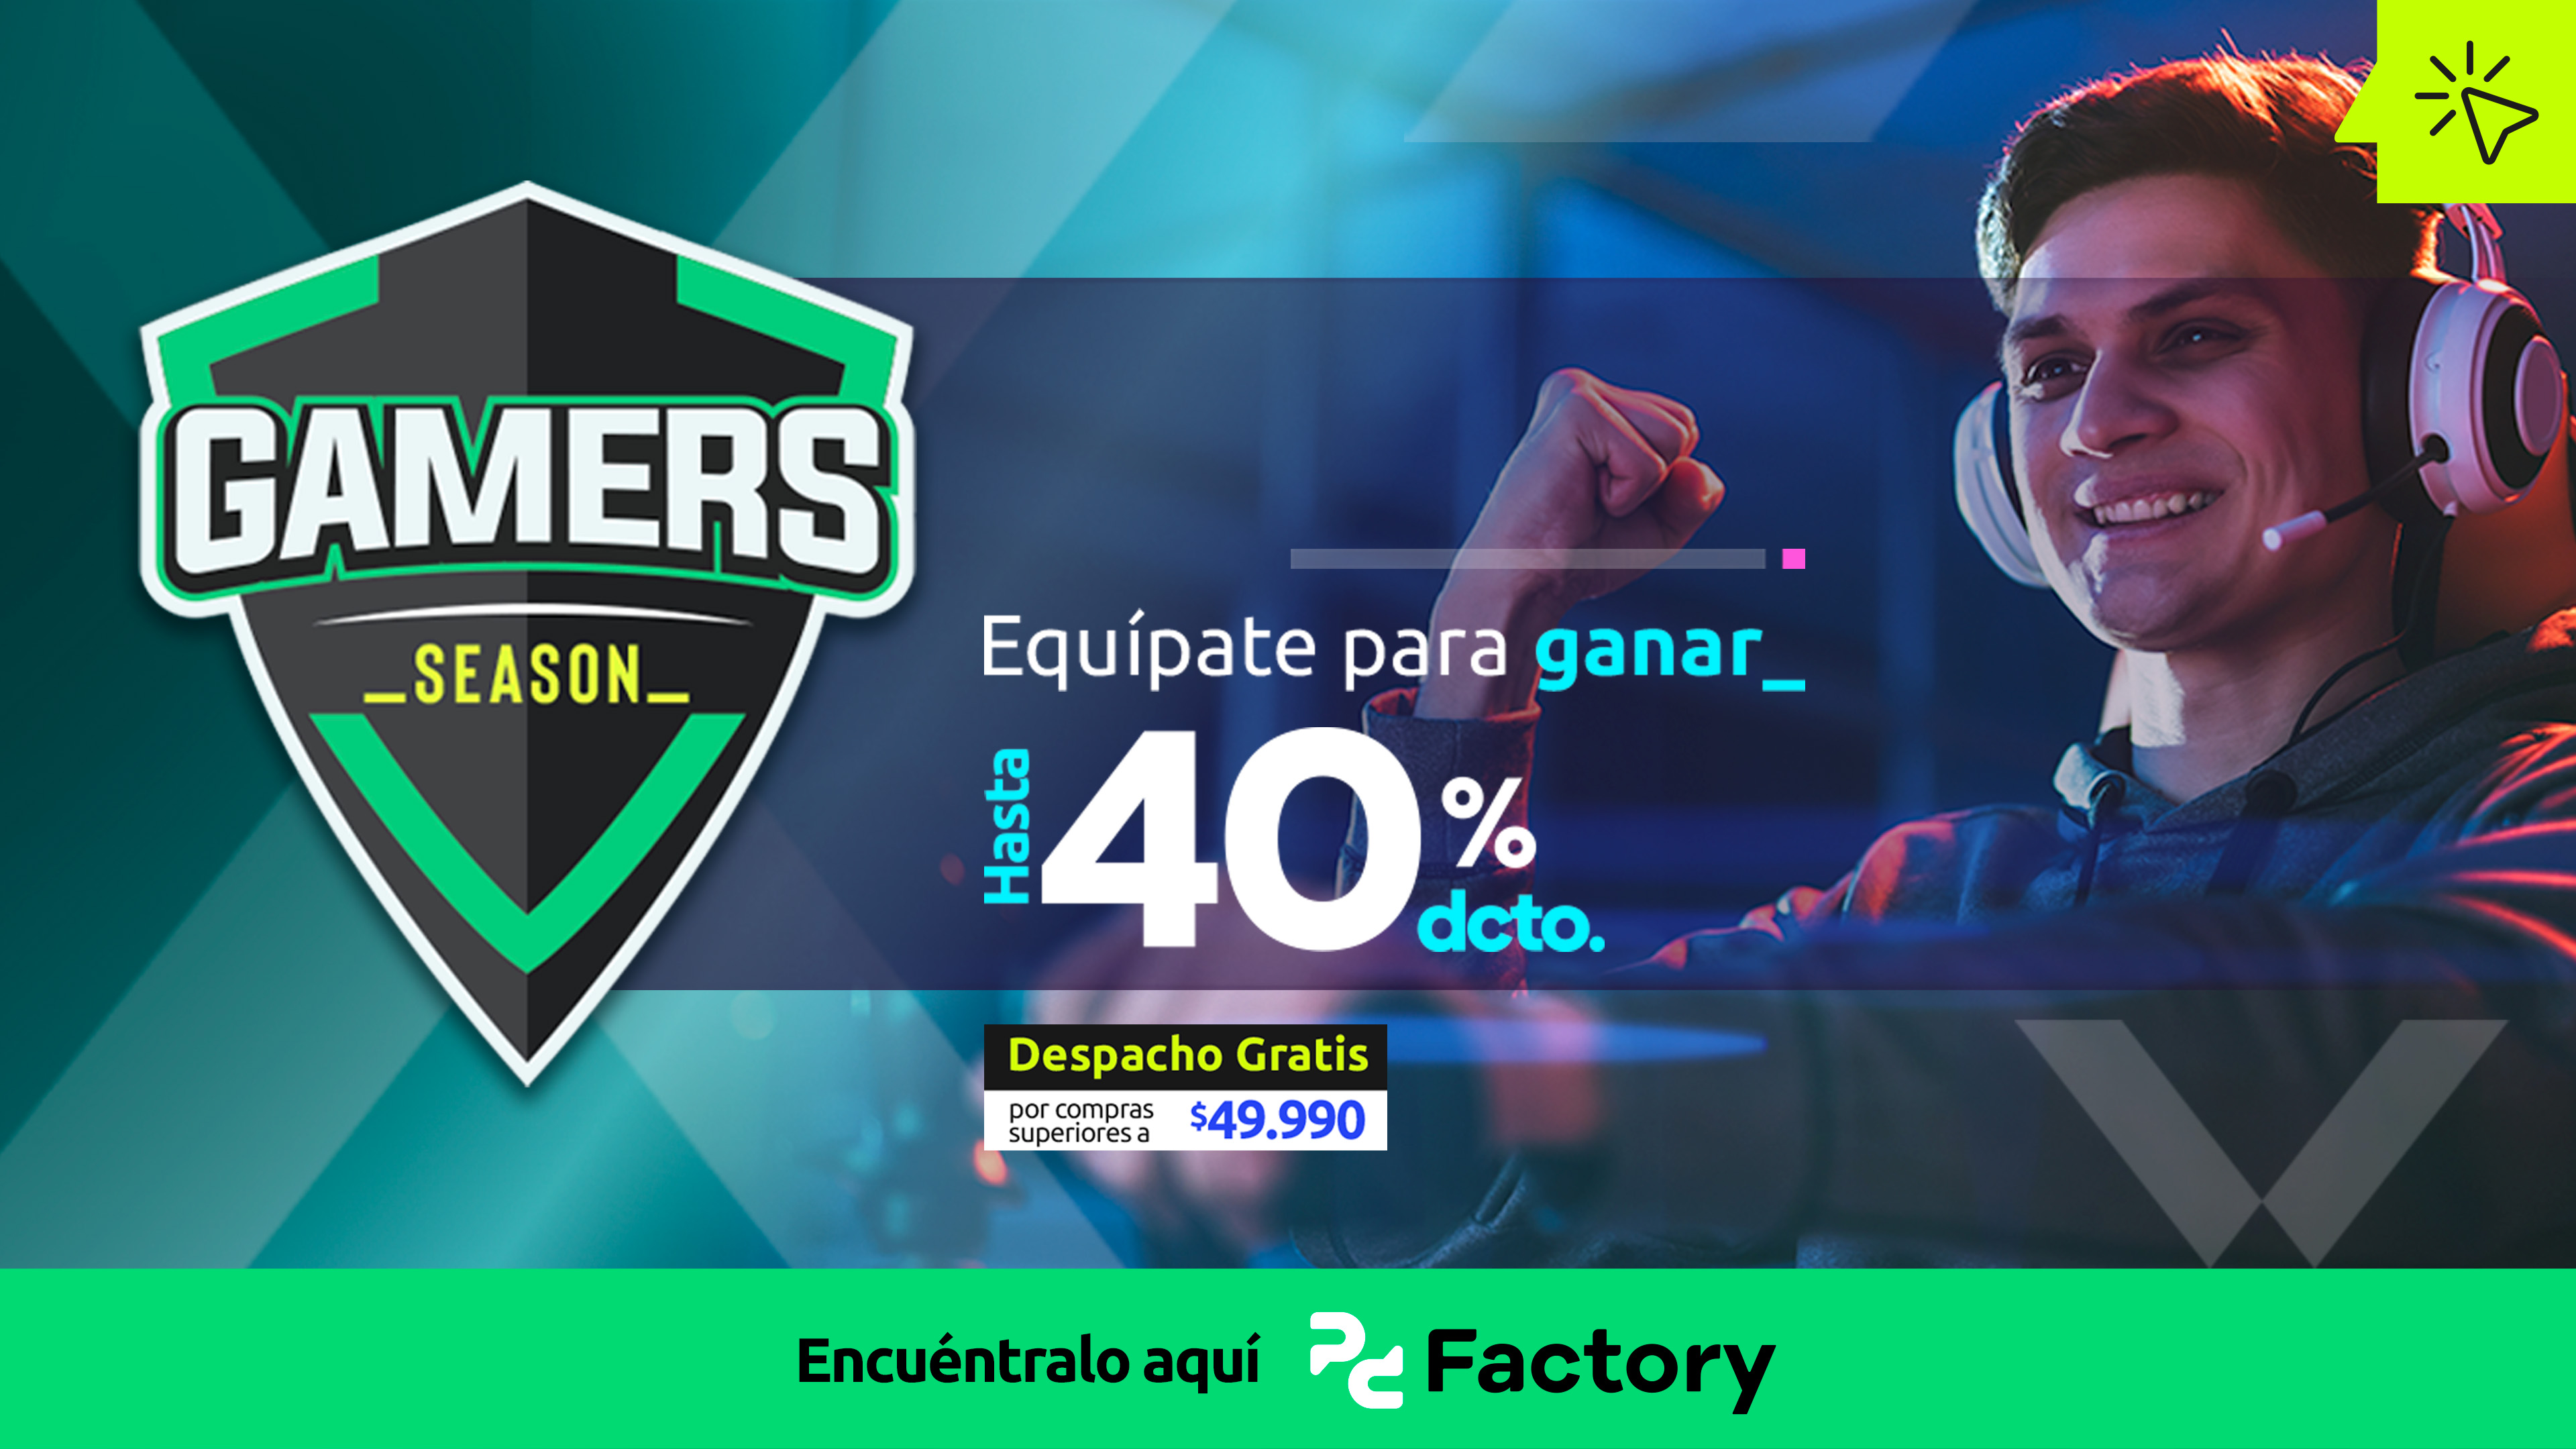 GAMERS
_SEASON_
Equípate para ganar_
Hasta 40% dcto.
Despacho Gratis
por compras
superiores a $49.990
Encuéntralo aquí PC Factory